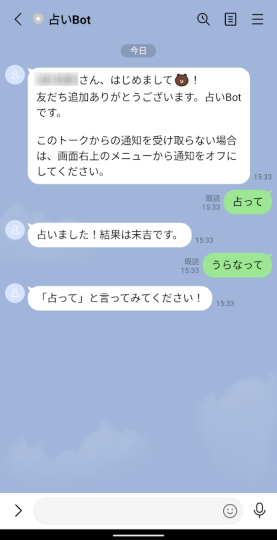 占いBot
今日
さん、はじめまして！
友だち追加ありがとうございます。占いBot
です。
このトークからの通知を受け取らない場合
は、画面右上のメニューから通知をオフに
してください。
15:33
既読
15:33
占って
占いました！結果は末吉です。
15:33
既読
15:33
うらなって
「占って」と言ってみてください！
15:33